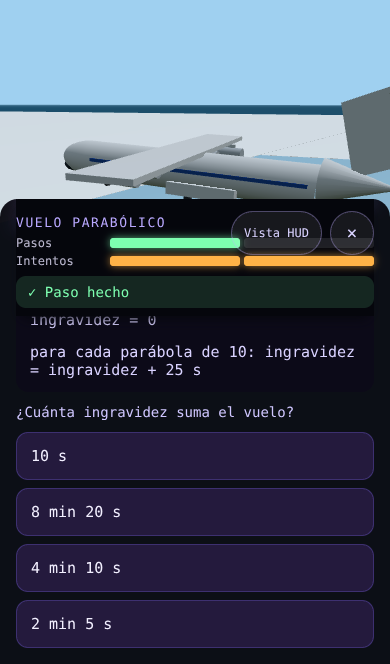 VUELO PARABÓLICO
Vista HUD
×
Pasos
Intentos
✓ Paso hecho
ingravidez = 0
para cada parábola de 10: ingravidez
= ingravidez + 25 s
¿Cuánta ingravidez suma el vuelo?
10 s
8 min 20 s
4 min 10 s
2 min 5 s